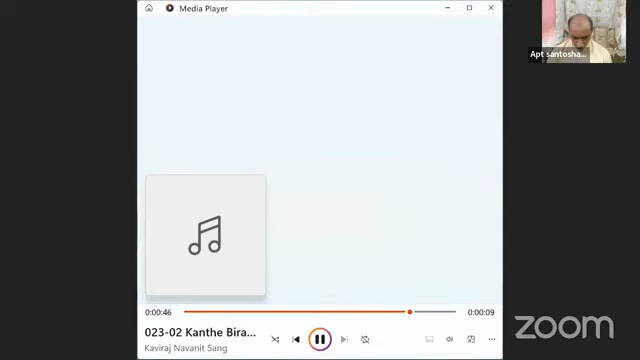 Media Player
Apt santosha...
0:00:46
0:00:09
023-02 Kanthe Bira...
Kaviraj Navanit Sang
zoom